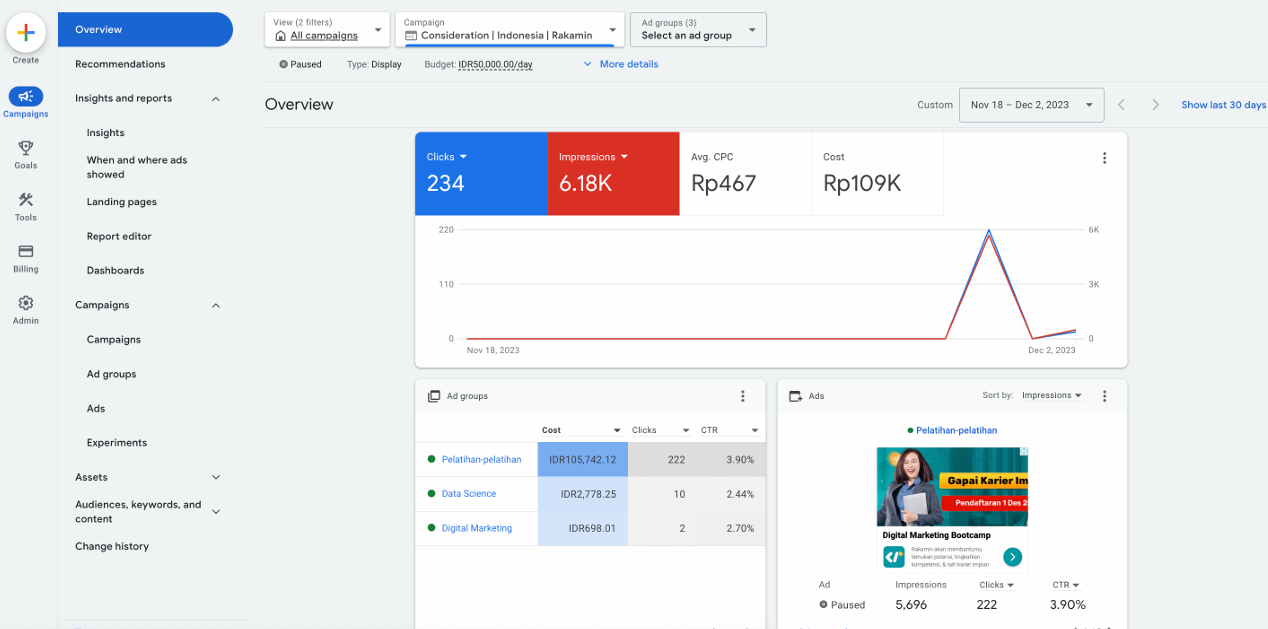 Create
Campaigns
Goals
Tools
Billing
Admin
Overview
Recommendations
Insights and reports
Insights
When and where ads
showed
Landing pages
Report editor
Dashboards
Campaigns
Campaigns
Ad groups
Ads
Experiments
Assets
Audiences, keywords, and
content
Change history
View (2 filters)
All campaigns
Campaign
Consideration | Indonesia | Rakamin
Ad groups (3)
Select an ad group
Paused Type: Display Budget: IDR50,000.00/day More details
Overview
Custom Nov 18 – Dec 2, 2023 Show last 30 days
Clicks Impressions Avg. CPC Cost
234 6.18K Rp467 Rp109K
220 6K
110 3K
0 0
Nov 18, 2023 Dec 2, 2023
Ad groups
Cost Clicks CTR
Pelatihan-pelatihan IDR105,742.12 222 3.90%
Data Science IDR2,778.25 10 2.44%
Digital Marketing IDR698.01 2 2.70%
Ads Sort by: Impressions
Pelatihan-pelatihan
Gapai Karier Im
Pendaftaran 1 Des 2
Digital Marketing Bootcamp
Rakamin akan membantumu
temukan potensi, tingkatkan
kompetensi, & raih karier impian
Ad Impressions Clicks CTR
Paused 5,696 222 3.90%